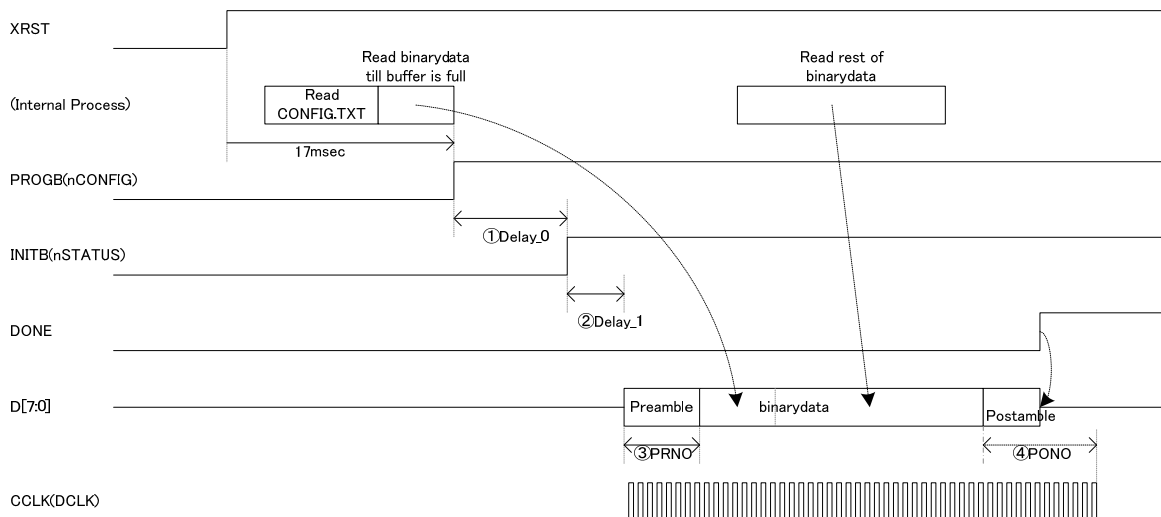 XRST
Read binarydata
till buffer is full
Read rest of
binarydata
(Internal Process)
Read
CONFIG.TXT
17msec
PROGB(nCONFIG)
①Delay_0
INITB(nSTATUS)
②Delay_1
DONE
D[7:0]
Preamble
binarydata
Postamble
③PRNO
④PONO
CCLK(DCLK)